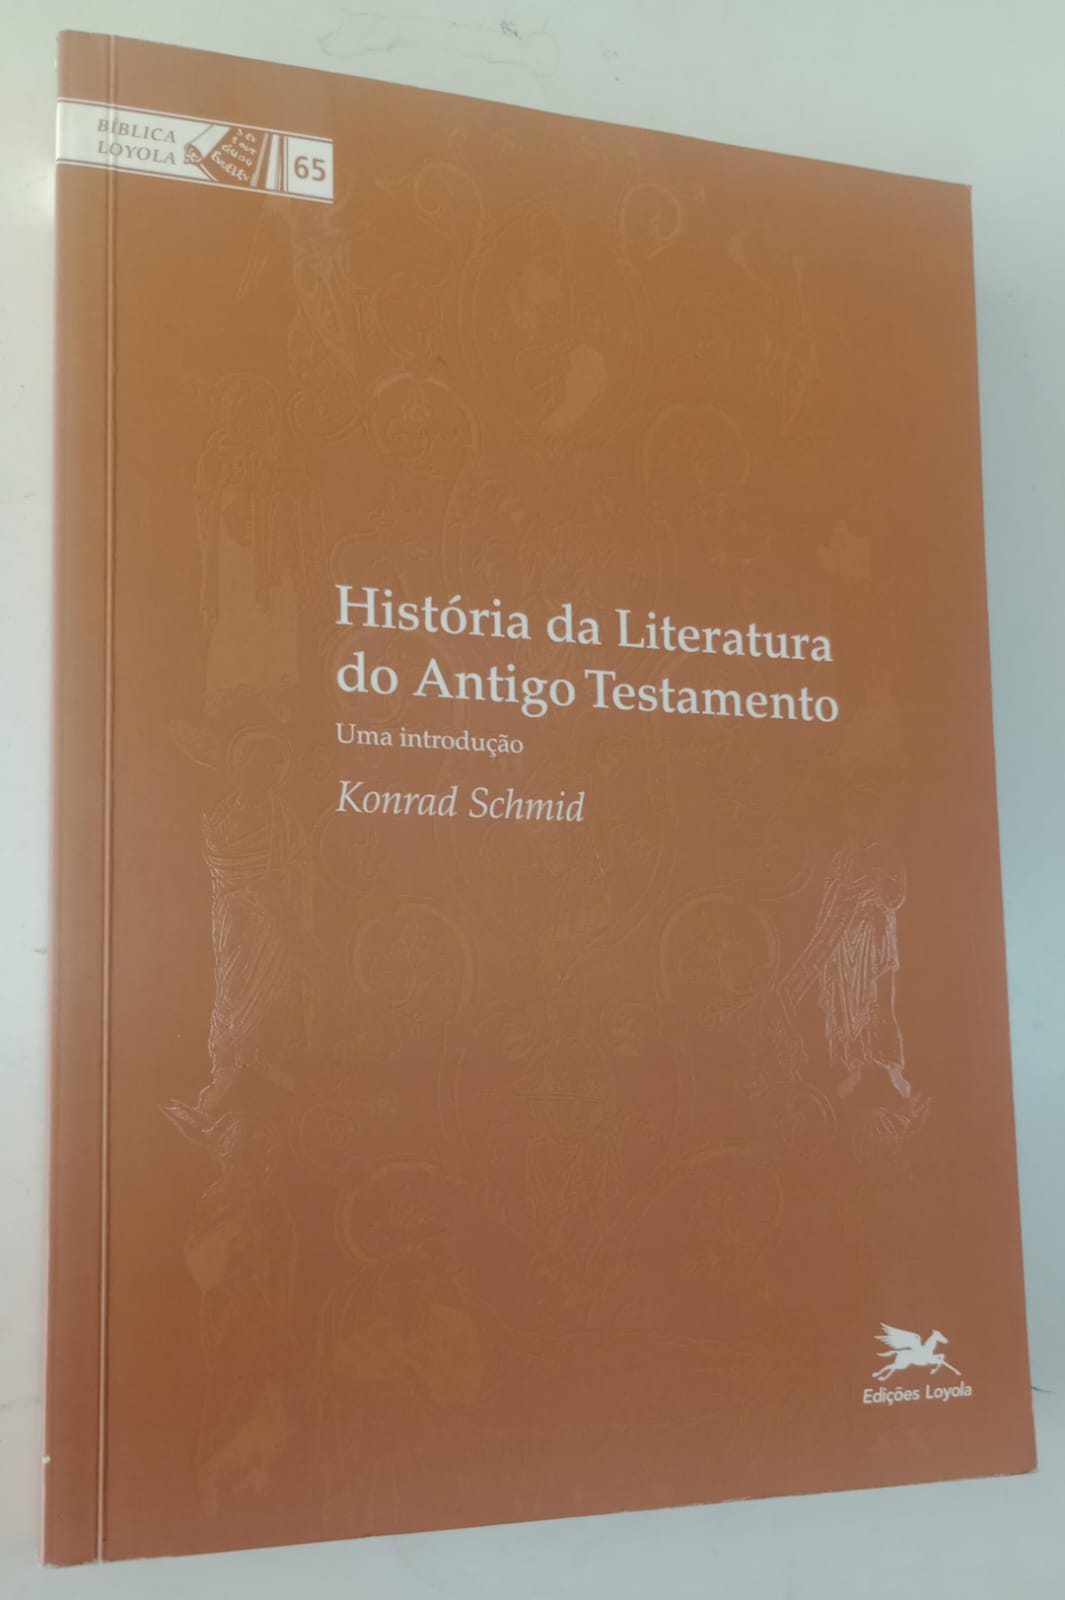 BÍBLICA
LOYOLA
65
História da Literatura
do Antigo Testamento
Uma introdução
Konrad Schmid
Edições Loyola